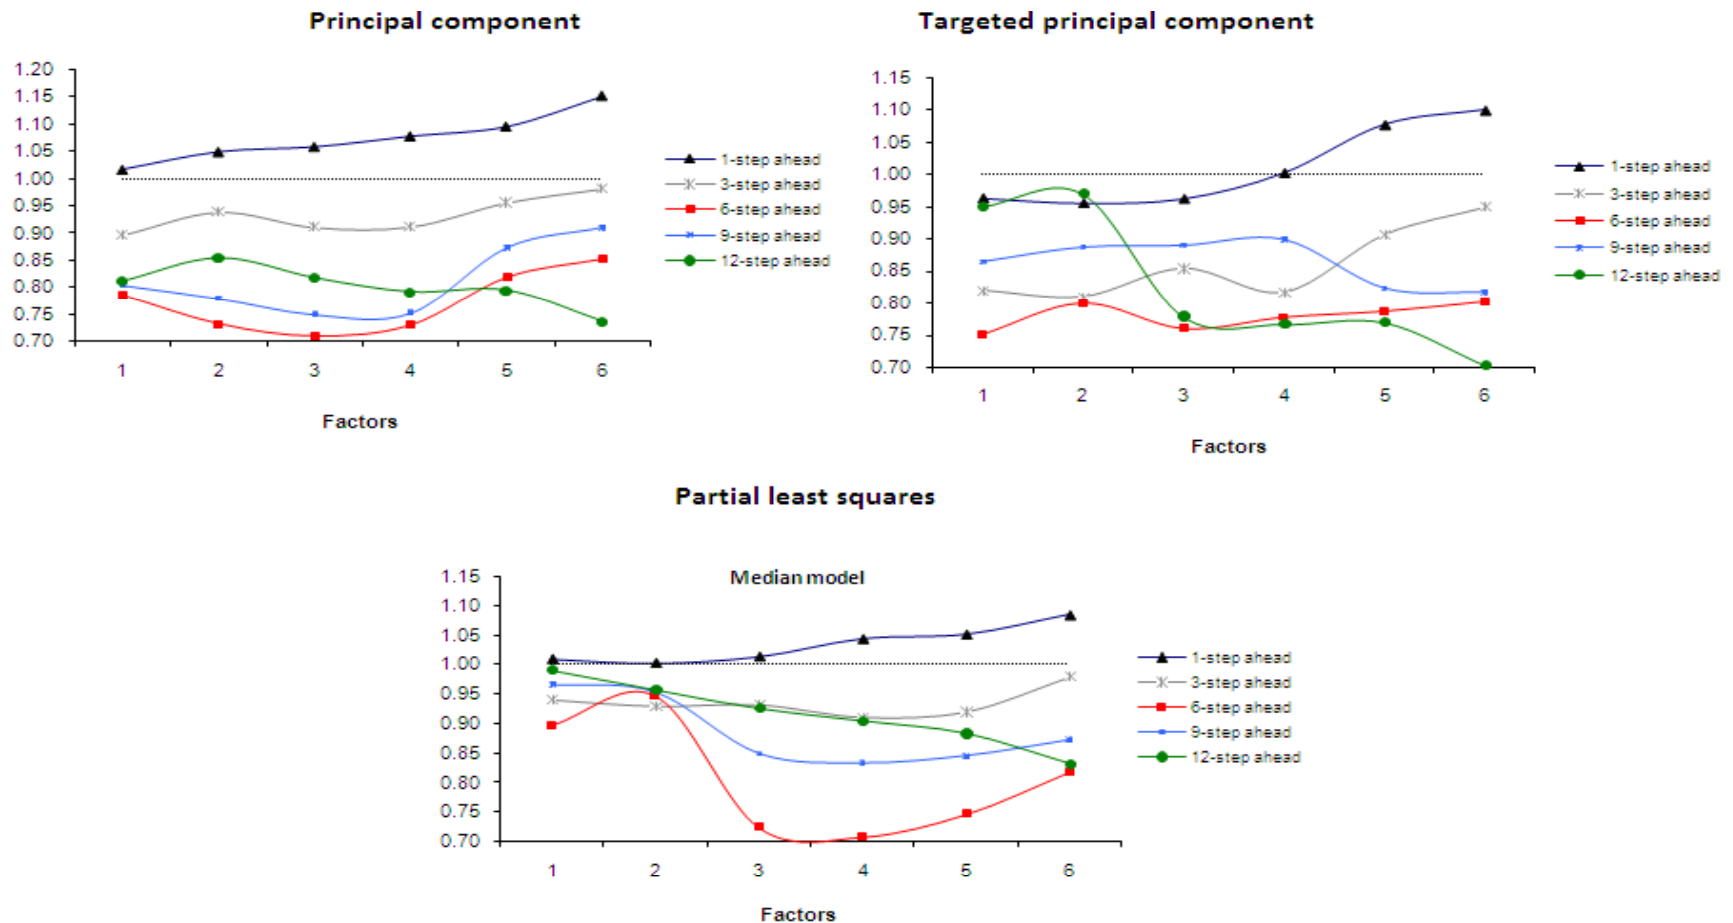 Principal component
1.20
1.15
1.10
1.05
1.00
0.95
0.90
0.85
0.80
0.75
0.70
1 2 3 4 5 6
Factors
1-step ahead
3-step ahead
6-step ahead
9-step ahead
12-step ahead
Targeted principal component
1.15
1.10
1.05
1.00
0.95
0.90
0.85
0.80
0.75
0.70
1 2 3 4 5 6
Factors
1-step ahead
3-step ahead
6-step ahead
9-step ahead
12-step ahead
Partial least squares
Median model
1.15
1.10
1.05
1.00
0.95
0.90
0.85
0.80
0.75
0.70
1 2 3 4 5 6
Factors
1-step ahead
3-step ahead
6-step ahead
9-step ahead
12-step ahead